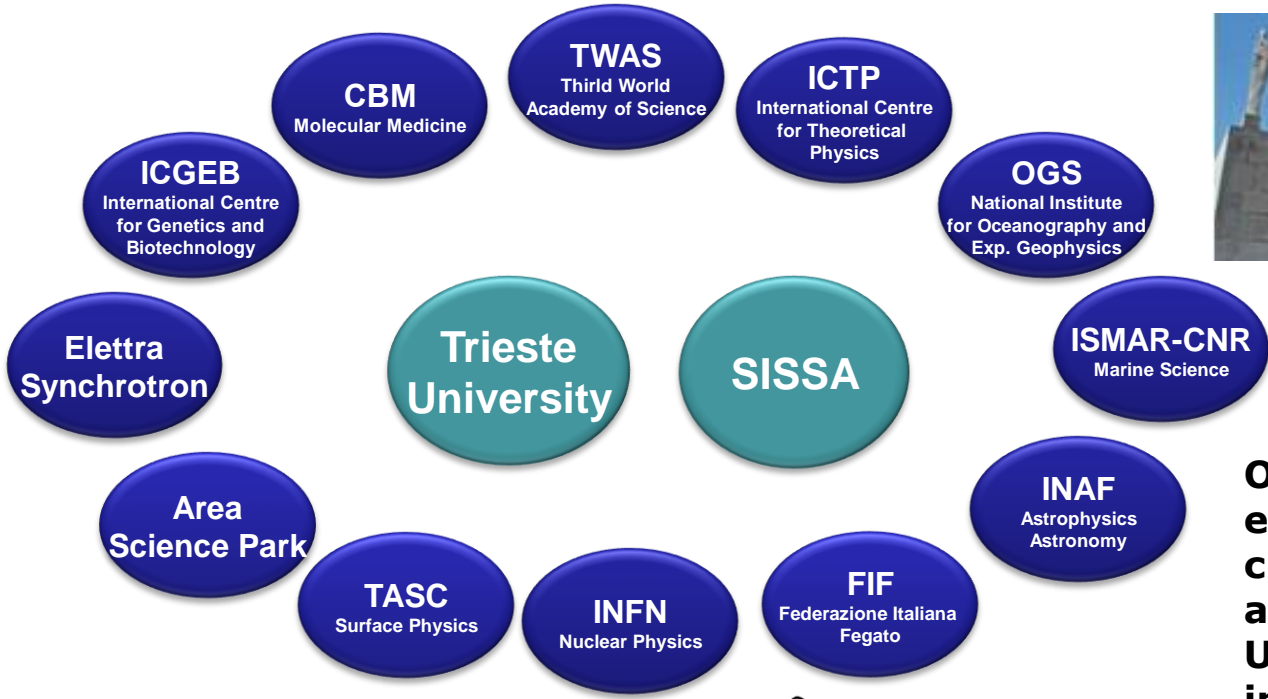 TWAS
Thirld World
Academy of Science
CBM
Molecular Medicine
ICTP
International Centre
for Theoretical
Physics
ICGEB
International Centre
for Genetics and
Biotechnology
OGS
National Institute
for Oceanography and
Exp. Geophysics
Elettra
Synchrotron
Trieste
University
SISSA
ISMAR-CNR
Marine Science
Area
Science Park
INAF
Astrophysics
Astronomy
TASC
Surface Physics
INFN
Nuclear Physics
FIF
Federazione Italiana
Fegato